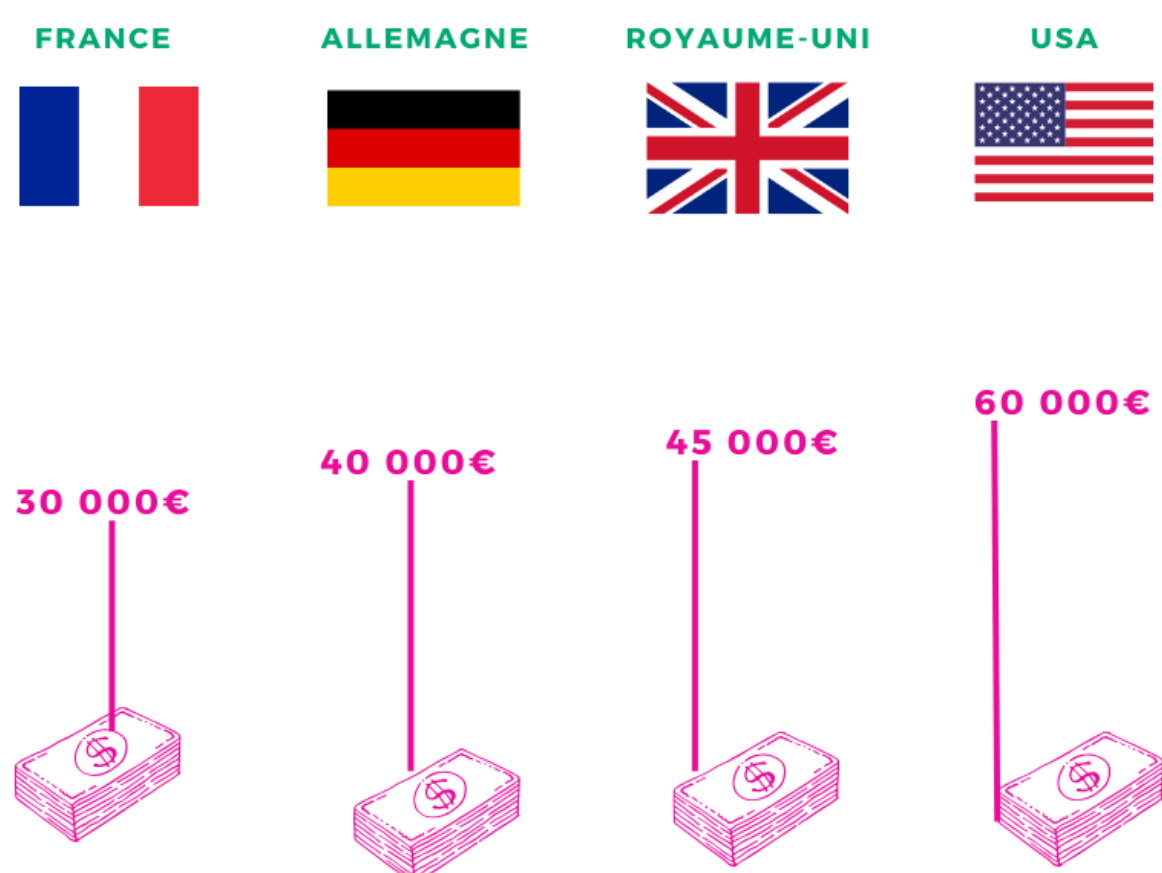 FRANCE
ALLEMAGNE
ROYAUME-UNI
USA
60 000€
45 000€
40 000€
30 000€
$
$
$
$